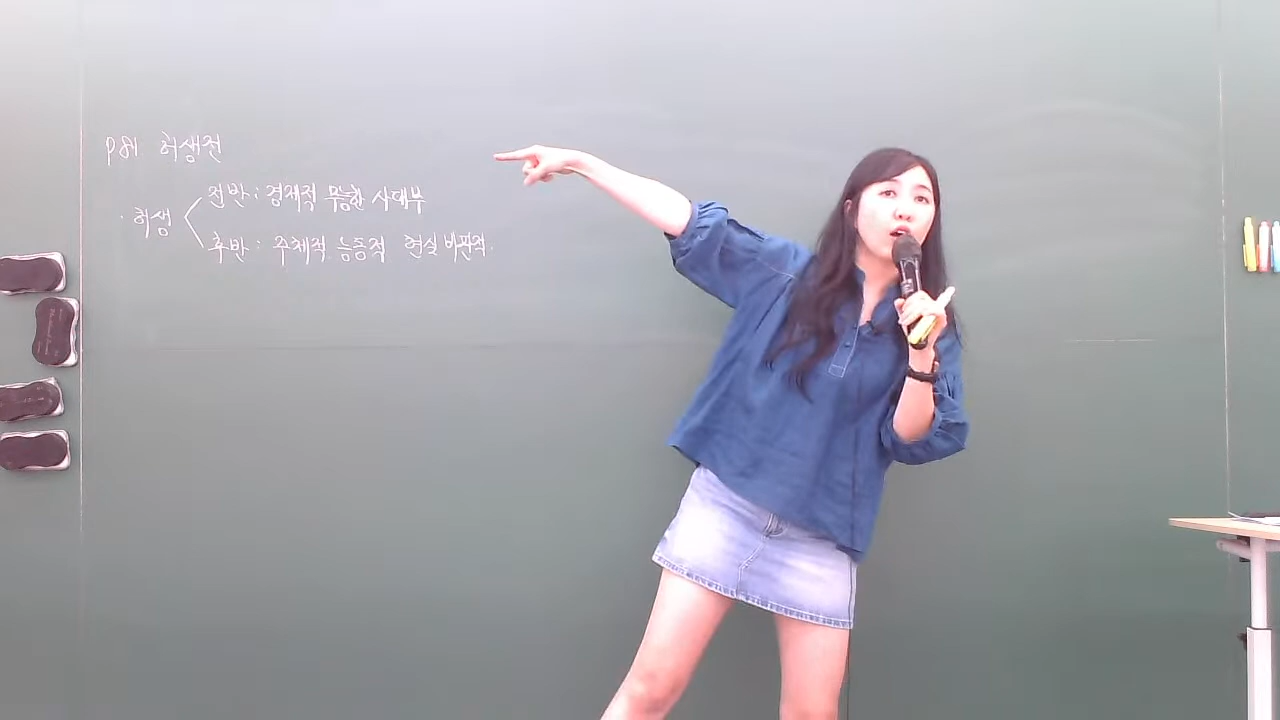 p 81. 허생전
· 허생
전반 : 경제적 무능한 사대부
후반 : 주체적. 능동적 현실 비판적.